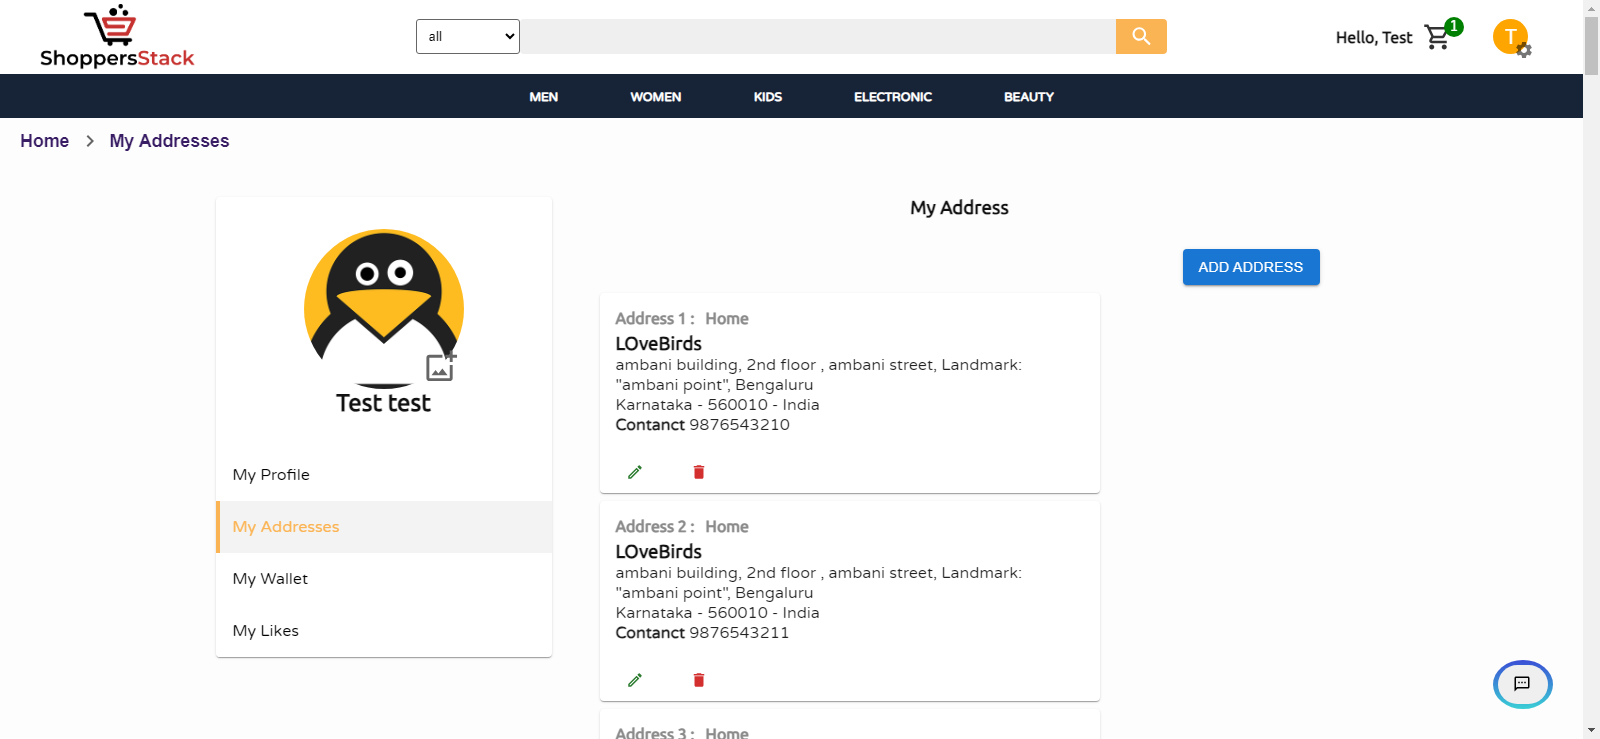 ShoppersStack
all
Hello, Test
1
T
MEN
WOMEN
KIDS
ELECTRONIC
BEAUTY
Home > My Addresses
Test test
My Profile
My Addresses
My Wallet
My Likes
My Address
ADD ADDRESS
Address 1 : Home
LOveBirds
ambani building, 2nd floor , ambani street, Landmark:
"ambani point", Bengaluru
Karnataka - 560010 - India
Contanct 9876543210
Address 2 : Home
LOveBirds
ambani building, 2nd floor , ambani street, Landmark:
"ambani point", Bengaluru
Karnataka - 560010 - India
Contanct 9876543211
Address 3 : Home